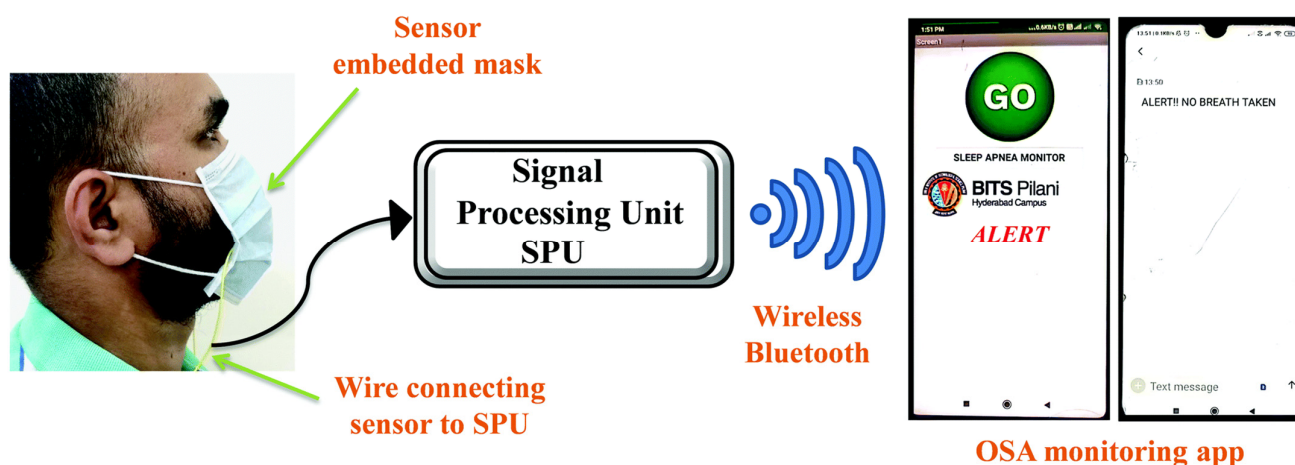 Sensor
embedded mask
Signal
Processing Unit
SPU
Wireless
Bluetooth
Wire connecting
sensor to SPU
1:51 PM
Screen1
GO
SLEEP APNEA MONITOR
BITS Pilani
Hyderabad Campus
ALERT
13:50
ALERT!! NO BREATH TAKEN
Text message
OSA monitoring app